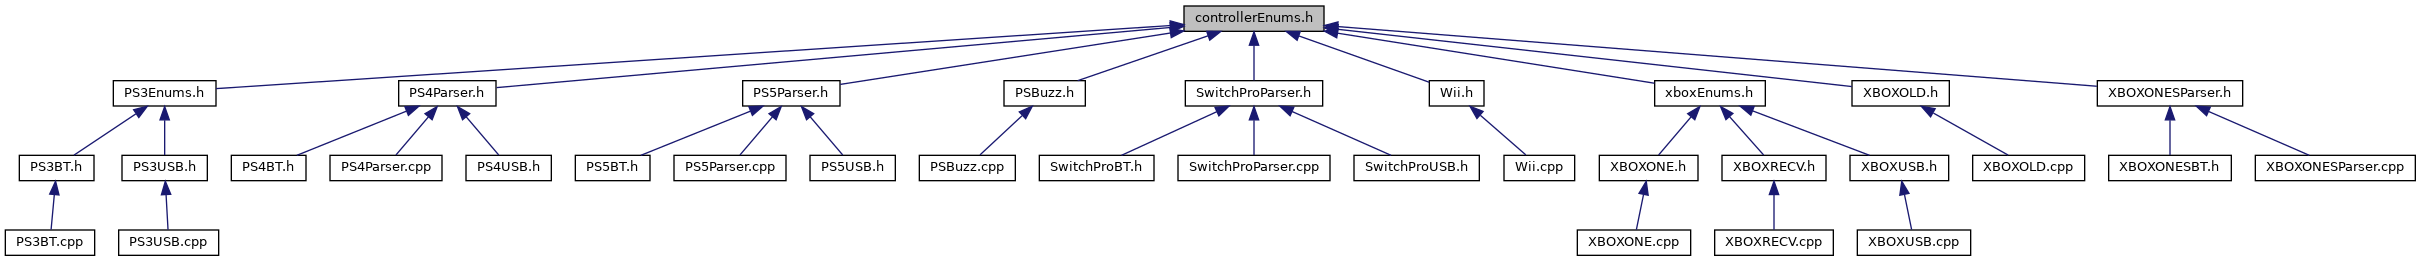 controllerEnums.h
PS3Enums.h
PS4Parser.h
PS5Parser.h
PSBuzz.h
SwitchProParser.h
Wii.h
xboxEnums.h
XBOXOLD.h
XBOXONESParser.h
PS3BT.h
PS3USB.h
PS4BT.h
PS4Parser.cpp
PS4USB.h
PS5BT.h
PS5Parser.cpp
PS5USB.h
PSBuzz.cpp
SwitchProBT.h
SwitchProParser.cpp
SwitchProUSB.h
Wii.cpp
XBOXONE.h
XBOXRECV.h
XBOXUSB.h
XBOXOLD.cpp
XBOXONESBT.h
XBOXONESParser.cpp
PS3BT.cpp
PS3USB.cpp
XBOXONE.cpp
XBOXRECV.cpp
XBOXUSB.cpp